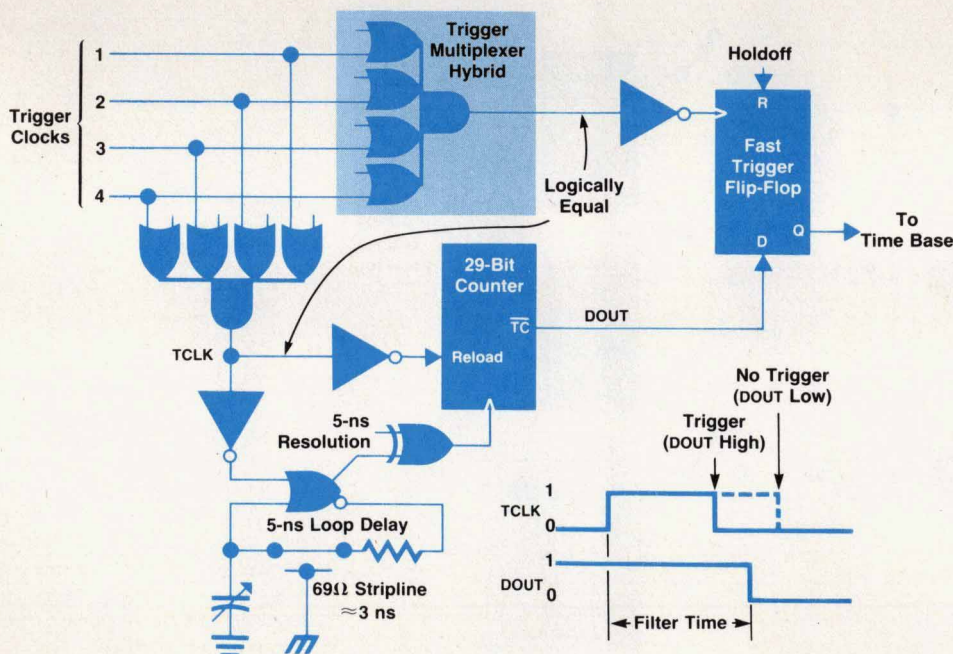 Trigger
Multiplexer
Hybrid
Trigger
Clocks
1
2
3
4
Holdoff
R
Fast
Trigger
Flip-Flop
D
Q
To
Time Base
Logically
Equal
29-Bit
Counter
TC
Reload
DOUT
TCLK
5-ns
Resolution
5-ns Loop Delay
69Ω Stripline
≈3 ns
No Trigger
(DOUT Low)
Trigger
(DOUT High)
1
TCLK
0
1
DOUT
0
Filter Time